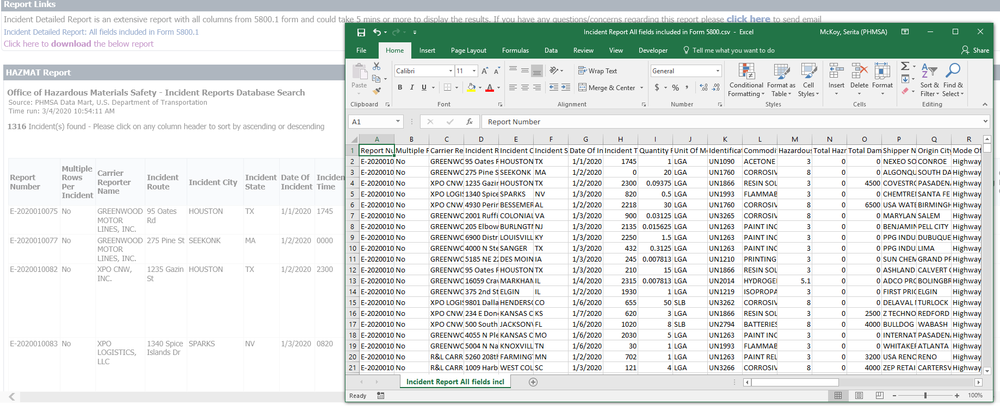 Report Links
Incident Detailed Report is an extensive report with all columns from 5800.1 form and could take 5 mins or more to display the results. If you have any questions/concerns regarding this report please click here to send email
Incident Detailed Report: All fields included in Form 5800.1
Click here to download the below report
HAZMAT Report
Office of Hazardous Materials Safety - Incident Reports Database Search
Source: PHMSA Data Mart, U.S. Department of Transportation
Time run: 3/4/2020 10:54:11 AM
1316 Incident(s) found - Please click on any column header to sort by ascending or descending
Report Number Multiple Rows Per Incident Carrier Reporter Name Incident Route Incident City Incident State Date Of Incident Inciden Time
E-2020010075 No GREENWOOD MOTOR LINES, INC. 95 Oates Rd HOUSTON TX 1/1/2020 1745
E-2020010077 No GREENWOOD MOTOR LINES, INC. 275 Pine St SEEKONK MA 1/2/2020 0000
E-2020010082 No XPO CNW, INC. 1235 Gazin St HOUSTON TX 1/2/2020 2300
E-2020010083 No XPO LOGISTICS, LLC 1340 Spice Islands Dr SPARKS NV 1/3/2020 0820
Incident Report All fields included in Form 5800.csv - Excel McKoy, Serita (PHMSA)
File Home Insert Page Layout Formulas Data Review View Developer Tell me what you want to do Share
Paste Calibri 11 Wrap Text General
B I U Merge & Center $ % , Conditional Formatting Format as Table Cell Styles Insert Delete Format Sort & Filter Find & Select
Clipboard Font Alignment Number Styles Cells Editing
A1 fx Report Number
A B C D E F G H I J K L M N O P Q R
1 Report Nu Multiple F Carrier Re Incident R Incident C Incident S Date Of In Incident T Quantity F Unit Of Me Identificat Commodi Hazardous Total Hazr Total Dam Shipper N Origin City Mode Of
2 E-2020010 No GREENWC 95 Oates F HOUSTON TX 1/1/2020 1745 1 LGA UN1090 ACETONE 3 0 0 NEXEO SO CONROE Highway
3 E-2020010 No GREENWC 275 Pine S SEEKONK MA 1/2/2020 0 20 LGA UN1760 CORROSIV 8 0 0 ALGONQU SOUTH DA Highway
4 E-2020010 No XPO CNW, 1235 Gazin HOUSTON TX 1/2/2020 2300 0.09375 LGA UN1866 RESIN SOL 3 0 4500 COVESTRO PASADENA Highway
5 E-2020010 No XPO LOGIS 1340 Spice SPARKS NV 1/3/2020 820 0.5 LGA UN1993 FLAMMAB 3 0 0 CHEMTREA SANTA FE Highway
6 E-2020010 No XPO CNW, 4930 Perin BESSEMER AL 1/2/2020 2218 30 LGA UN1760 CORROSIV 8 0 6500 USA WATE BIRMINGH Highway
7 E-2020010 No GREENWC 2001 Ruffi COLONIAL VA 1/3/2020 900 0.03125 LGA UN3265 CORROSIV 8 0 0 MARYLAN SALEM Highway
8 E-2020010 No GREENWC 205 Elbow BURLNGTN NJ 1/3/2020 2135 0.015625 LGA UN1263 PAINT INC 3 0 0 BENJAMIN PELL CITY Highway
9 E-2020010 No GREENWC 6900 Distr LOUISVILL KY 1/3/2020 2250 1.5 LGA UN1263 PAINT INC 3 0 0 PPG INDU DUBUQUE Highway
10 E-2020010 No GREENWC 4000 N Ste SANGER TX 1/3/2020 432 0.3125 LGA UN1263 PAINT INC 3 0 0 PPG INDU LIMA Highway
11 E-2020010 No GREENWC 5185 NE 22 DES MOIN IA 1/3/2020 245 0.007813 LGA UN1210 PRINTING 3 0 0 SUN CHEM GRAND PR Highway
12 E-2020010 No GREENWC 95 Oates F HOUSTON TX 1/3/2020 210 15 LGA UN1866 RESIN SOL 3 0 0 ASHLAND CALVERT C Highway
13 E-2020010 No GREENWC 16059 Crav MARKHAM IL 1/4/2020 2315 0.007813 LGA UN2014 HYDROGE 5.1 0 0 ADCO PRO BOLINGBR Highway
14 E-2020010 No GREENWC 375 2nd St ELGIN IL 1/2/2020 1930 1 LGA UN1219 ISOPROPA 3 0 0 FIRST PRIO ELGIN Highway
15 E-2020010 No XPO LOGIS 9801 Dalla HENDERSC CO 1/6/2020 655 50 SLB UN3262 CORROSIV 8 0 0 DELAVAL I TURLOCK Highway
16 E-2020010 No XPO CNW, 234 E Don KANSAS C KS 1/7/2020 620 3 LGA UN1866 RESIN SOL 3 0 2500 Z TECHNO REDFORD Highway
17 E-2020010 No XPO CNW, 500 South JACKSONV FL 1/6/2020 1020 8 SLB UN2794 BATTERIES 8 0 4000 BULLDOG WABASH Highway
18 E-2020010 No GREENWC 4055 N Ple KANSAS C MO 1/6/2020 2030 5 LGA UN1263 PAINT INC 3 0 0 INTERNAT PASADENA Highway
19 E-2020010 No GREENWC 5004 N Na KNOXVILL TN 1/6/2020 30 1 LGA UN1993 FLAMMAB 3 0 0 WHITAKER ATLANTA Highway
20 E-2020010 No R&L CARR 5260 208th FARMINGT MN 1/2/2020 702 1 LGA UN1263 PAINT REL 3 0 3200 USA RENO RENO Highway
21 E-2020010 No R&L CARR 1009 Harb WEST COL SC 1/3/2020 121 4 LGA UN3266 CORROSIV 8 0 4000 ZEP RETAI CARTERSV Highway
Incident Report All fields incl
Ready 100%